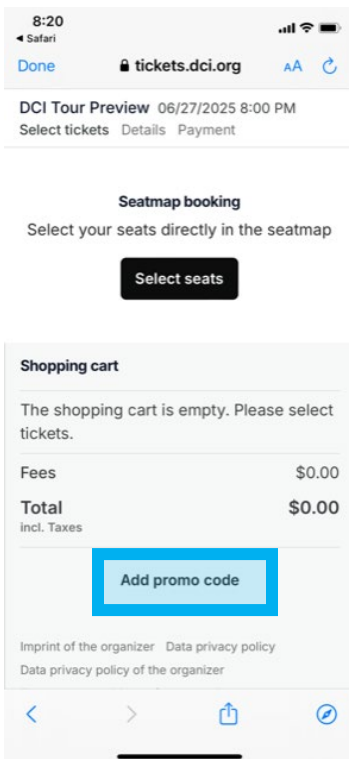 8:20
◀ Safari
Done tickets.dci.org AA
DCI Tour Preview 06/27/2025 8:00 PM
Select tickets Details Payment
Seatmap booking
Select your seats directly in the seatmap
Select seats
Shopping cart
The shopping cart is empty. Please select
tickets.
Fees $0.00
Total $0.00
incl. Taxes
Add promo code
Imprint of the organizer Data privacy policy
Data privacy policy of the organizer